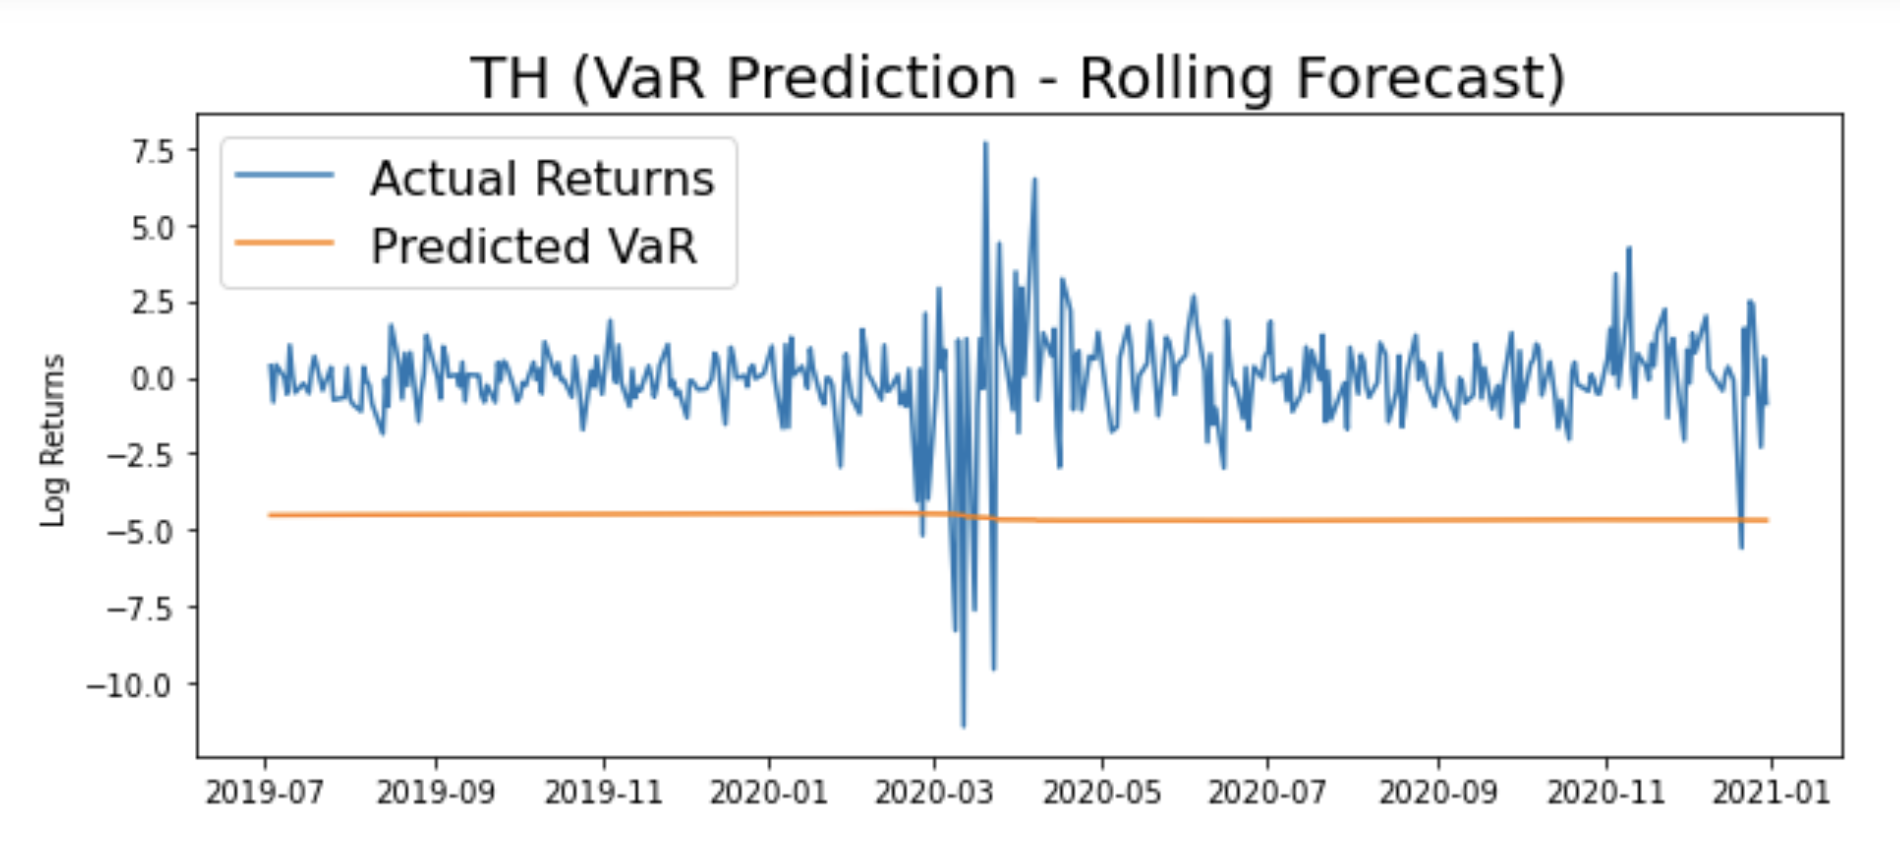 TH (VaR Prediction - Rolling Forecast)
Actual Returns
Predicted VaR
Log Returns
7.5
5.0
2.5
0.0
−2.5
−5.0
−7.5
−10.0
2019-07 2019-09 2019-11 2020-01 2020-03 2020-05 2020-07 2020-09 2020-11 2021-01